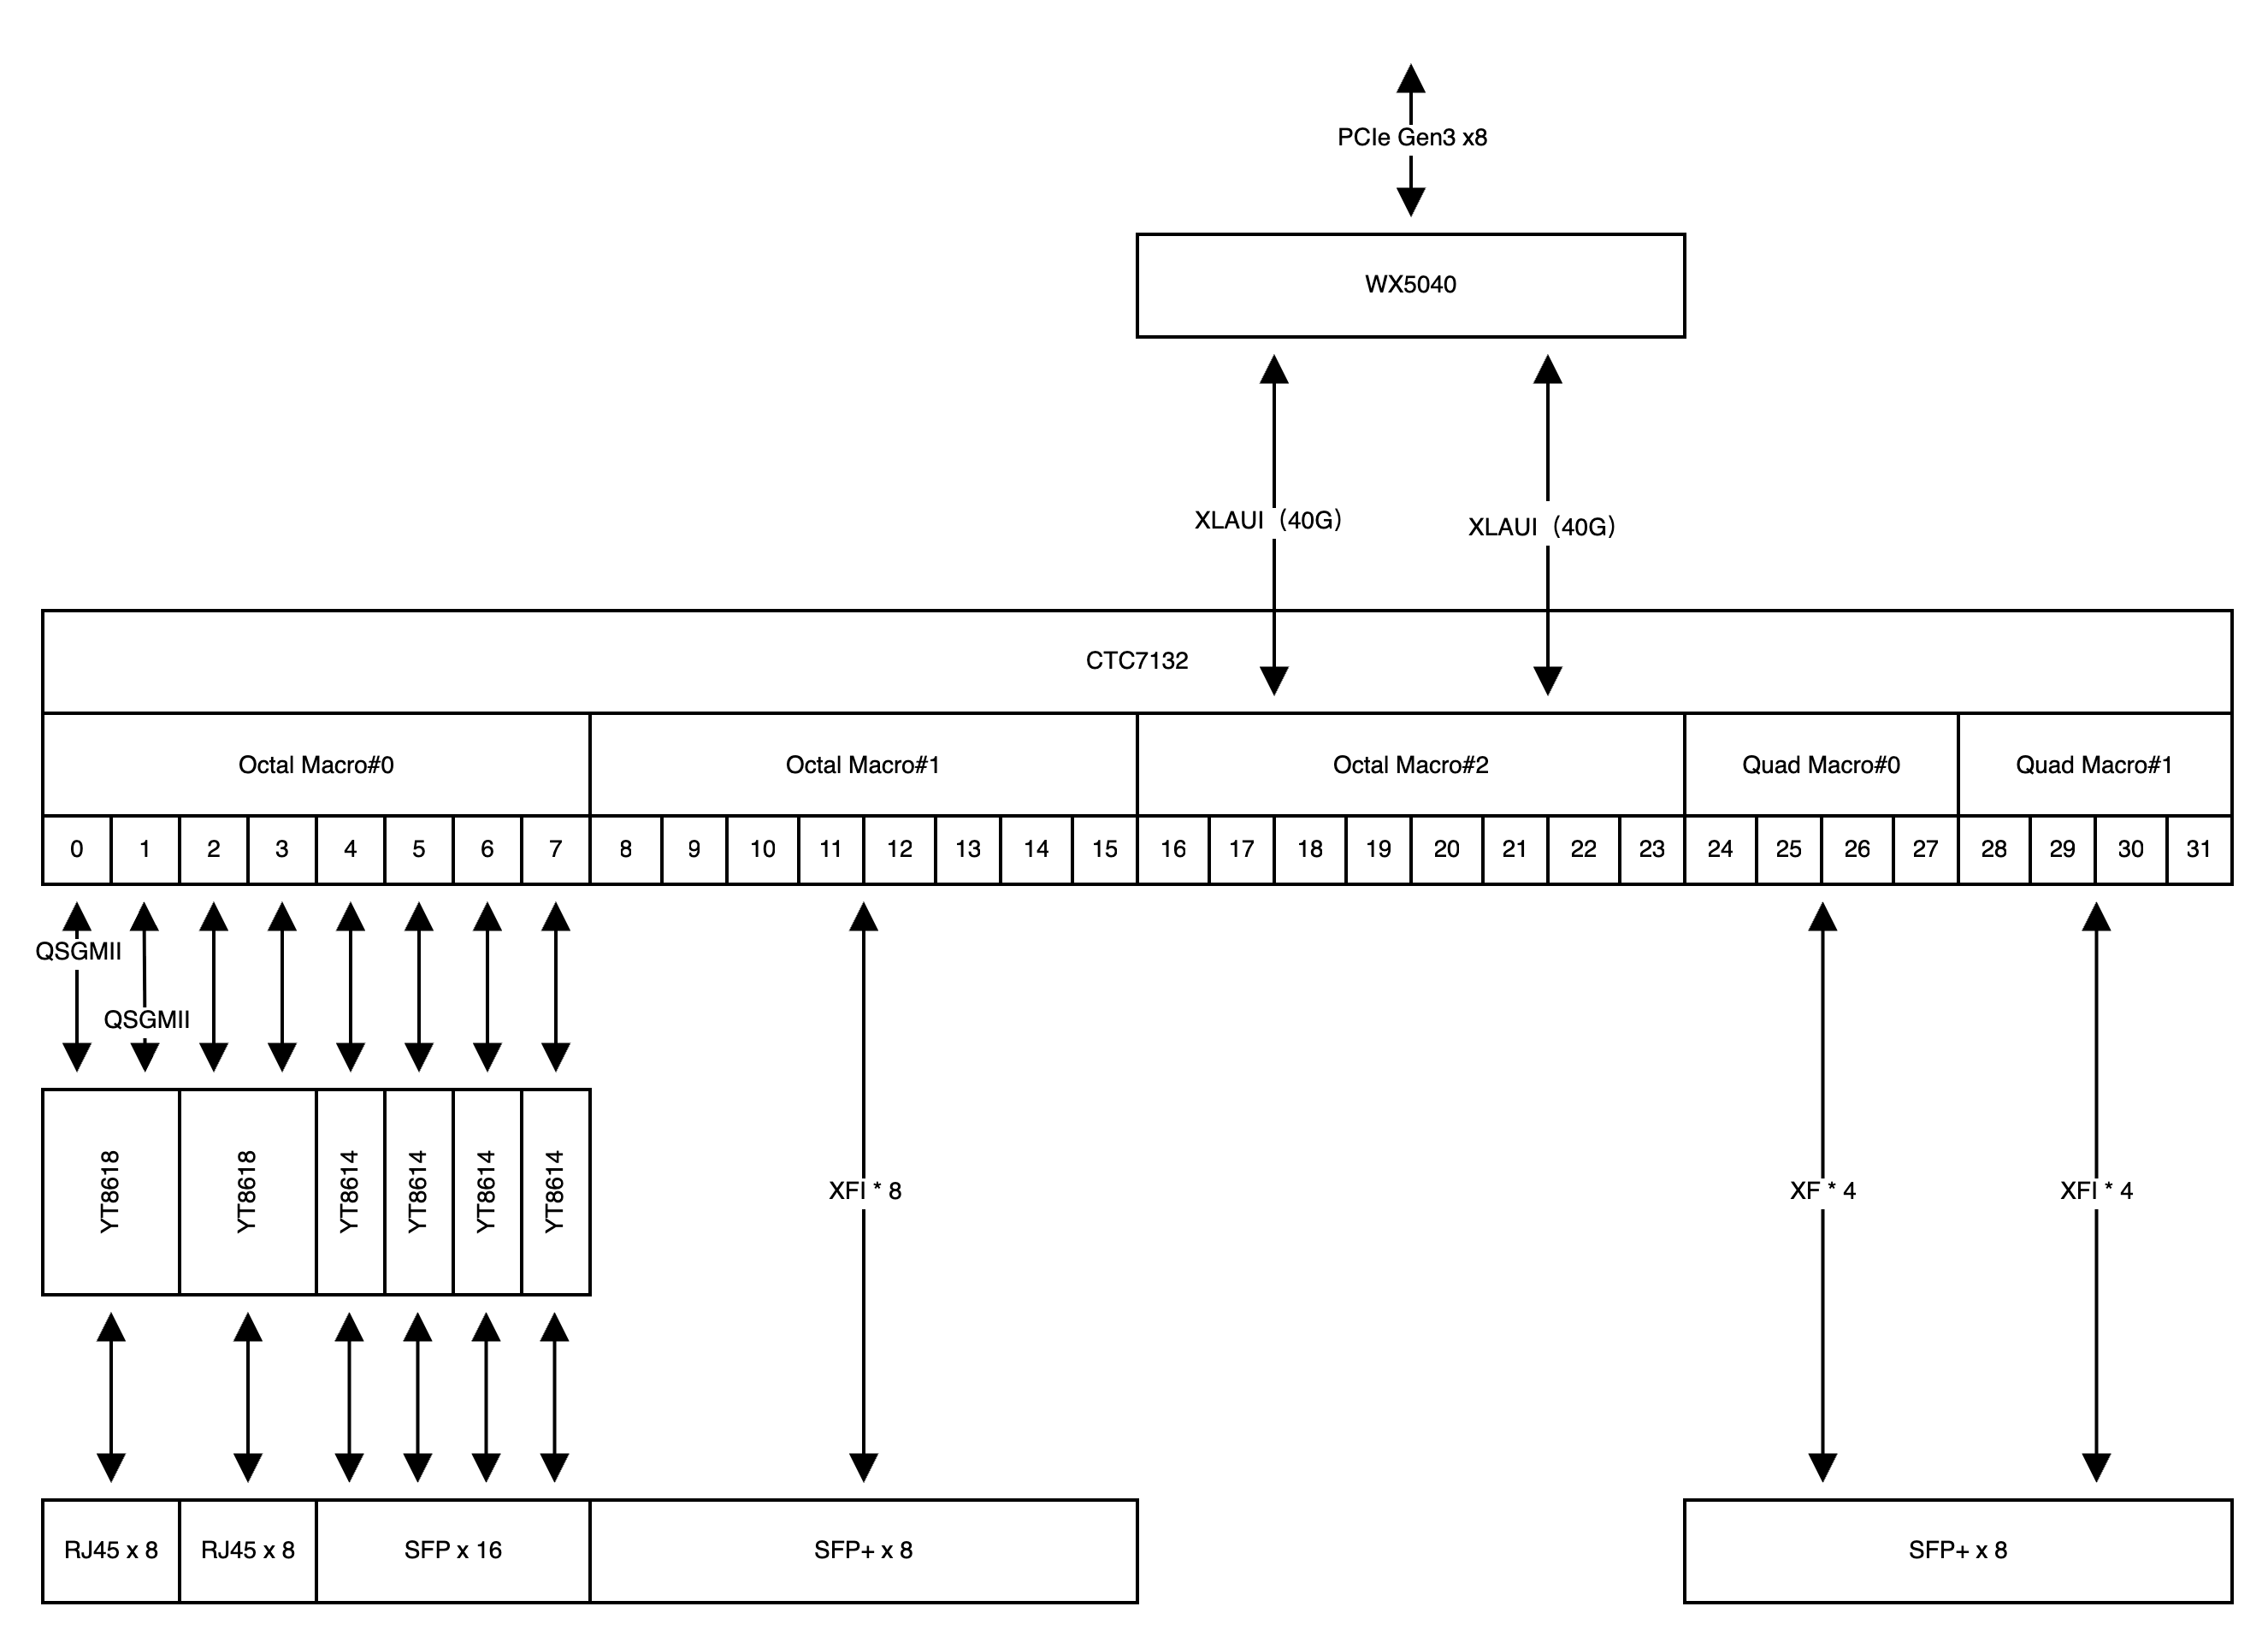 PCIe Gen3 x8
WX5040
XLAUI（40G）
XLAUI（40G）
CTC7132
Octal Macro#0
Octal Macro#1
Octal Macro#2
Quad Macro#0
Quad Macro#1
0 1 2 3 4 5 6 7 8 9 10 11 12 13 14 15 16 17 18 19 20 21 22 23 24 25 26 27 28 29 30 31
QSGMII
QSGMII
YT8618
YT8618
YT8614
YT8614
YT8614
YT8614
XFI * 8
XF * 4
XFI * 4
RJ45 x 8
RJ45 x 8
SFP x 16
SFP+ x 8
SFP+ x 8